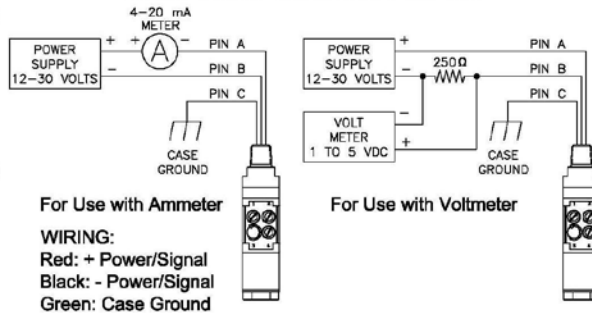 4-20 mA
METER
POWER
SUPPLY
12-30 VOLTS
+
+
A
-
PIN A
-
PIN B
PIN C
CASE
GROUND
For Use with Ammeter
WIRING:
Red: + Power/Signal
Black: - Power/Signal
Green: Case Ground
POWER
SUPPLY
12-30 VOLTS
+
PIN A
-
250Ω
PIN B
PIN C
VOLT
METER
1 TO 5 VDC
-
+
CASE
GROUND
For Use with Voltmeter